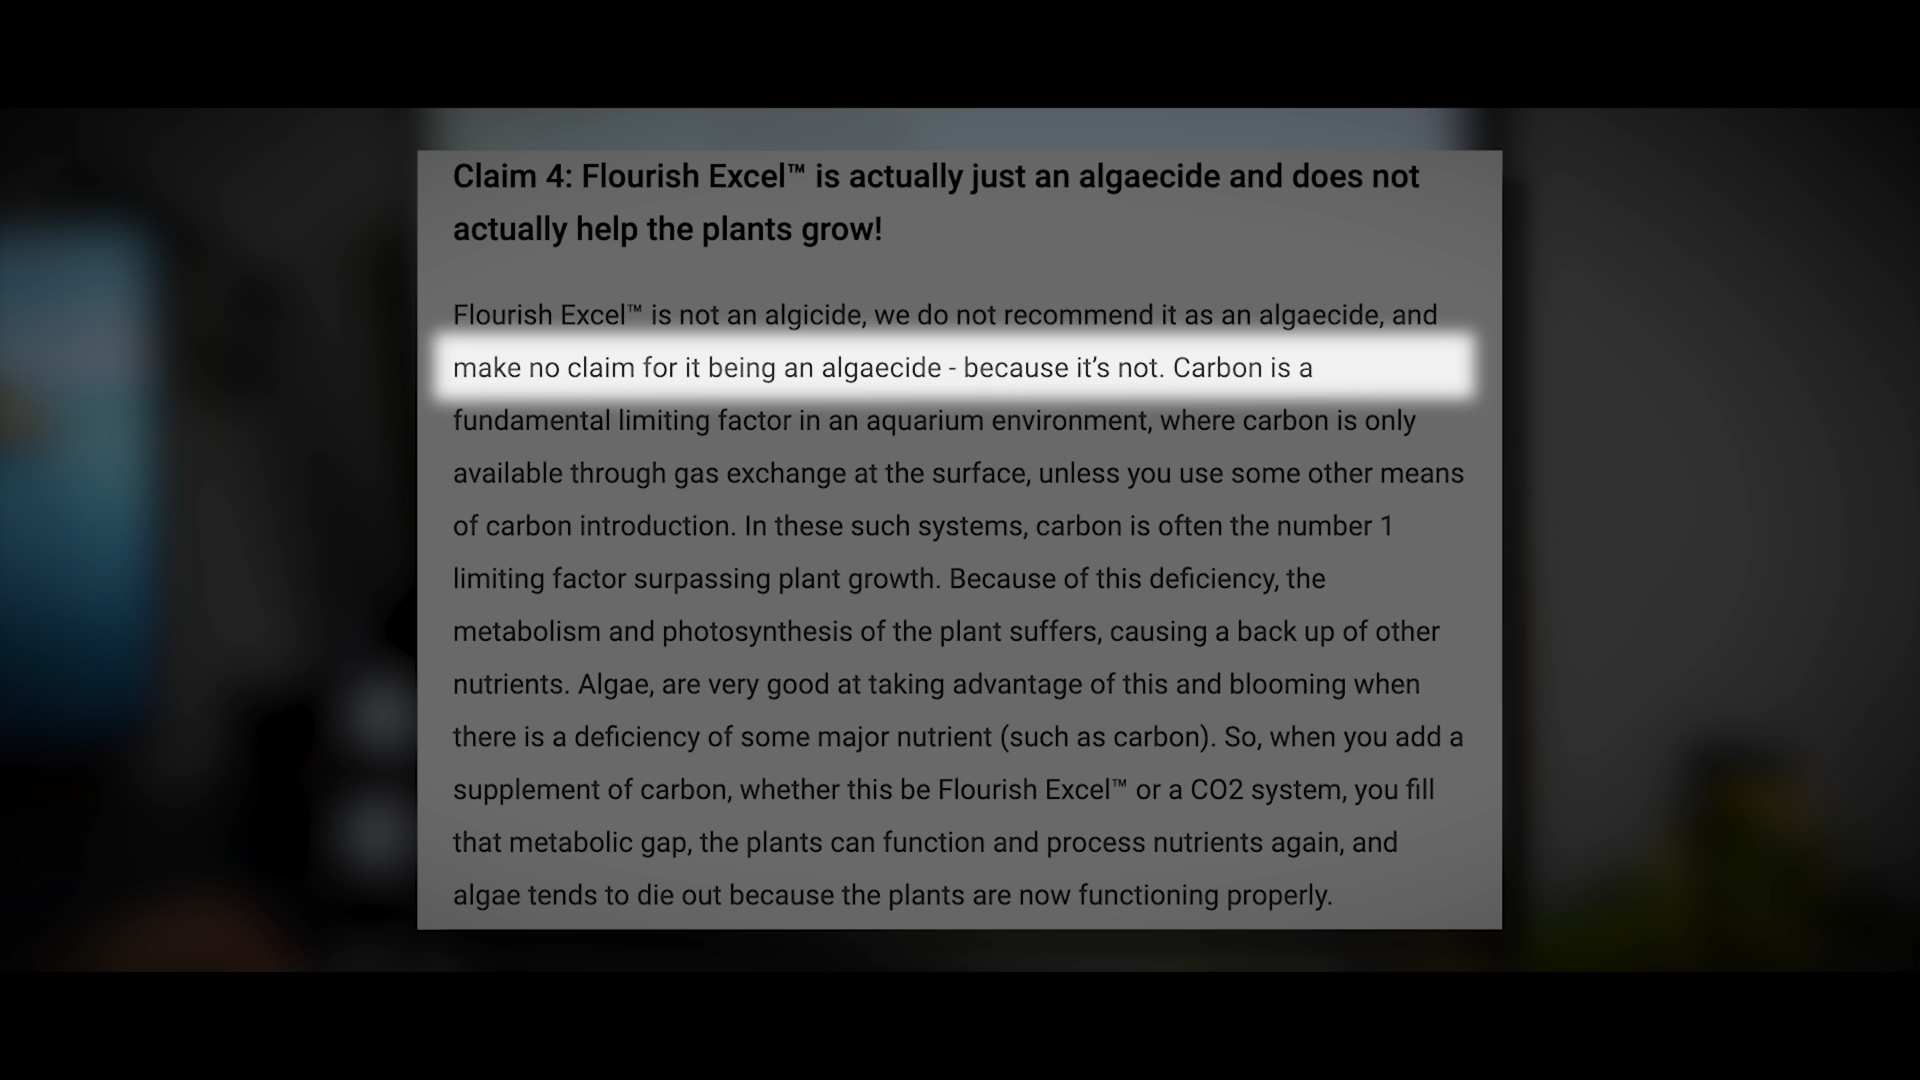 Claim 4: Flourish Excel™ is actually just an algaecide and does not
actually help the plants grow!
Flourish Excel™ is not an algicide, we do not recommend it as an algaecide, and
make no claim for it being an algaecide - because it’s not. Carbon is a
fundamental limiting factor in an aquarium environment, where carbon is only
available through gas exchange at the surface, unless you use some other means
of carbon introduction. In these such systems, carbon is often the number 1
limiting factor surpassing plant growth. Because of this deficiency, the
metabolism and photosynthesis of the plant suffers, causing a back up of other
nutrients. Algae, are very good at taking advantage of this and blooming when
there is a deficiency of some major nutrient (such as carbon). So, when you add a
supplement of carbon, whether this be Flourish Excel™ or a CO2 system, you fill
that metabolic gap, the plants can function and process nutrients again, and
algae tends to die out because the plants are now functioning properly.